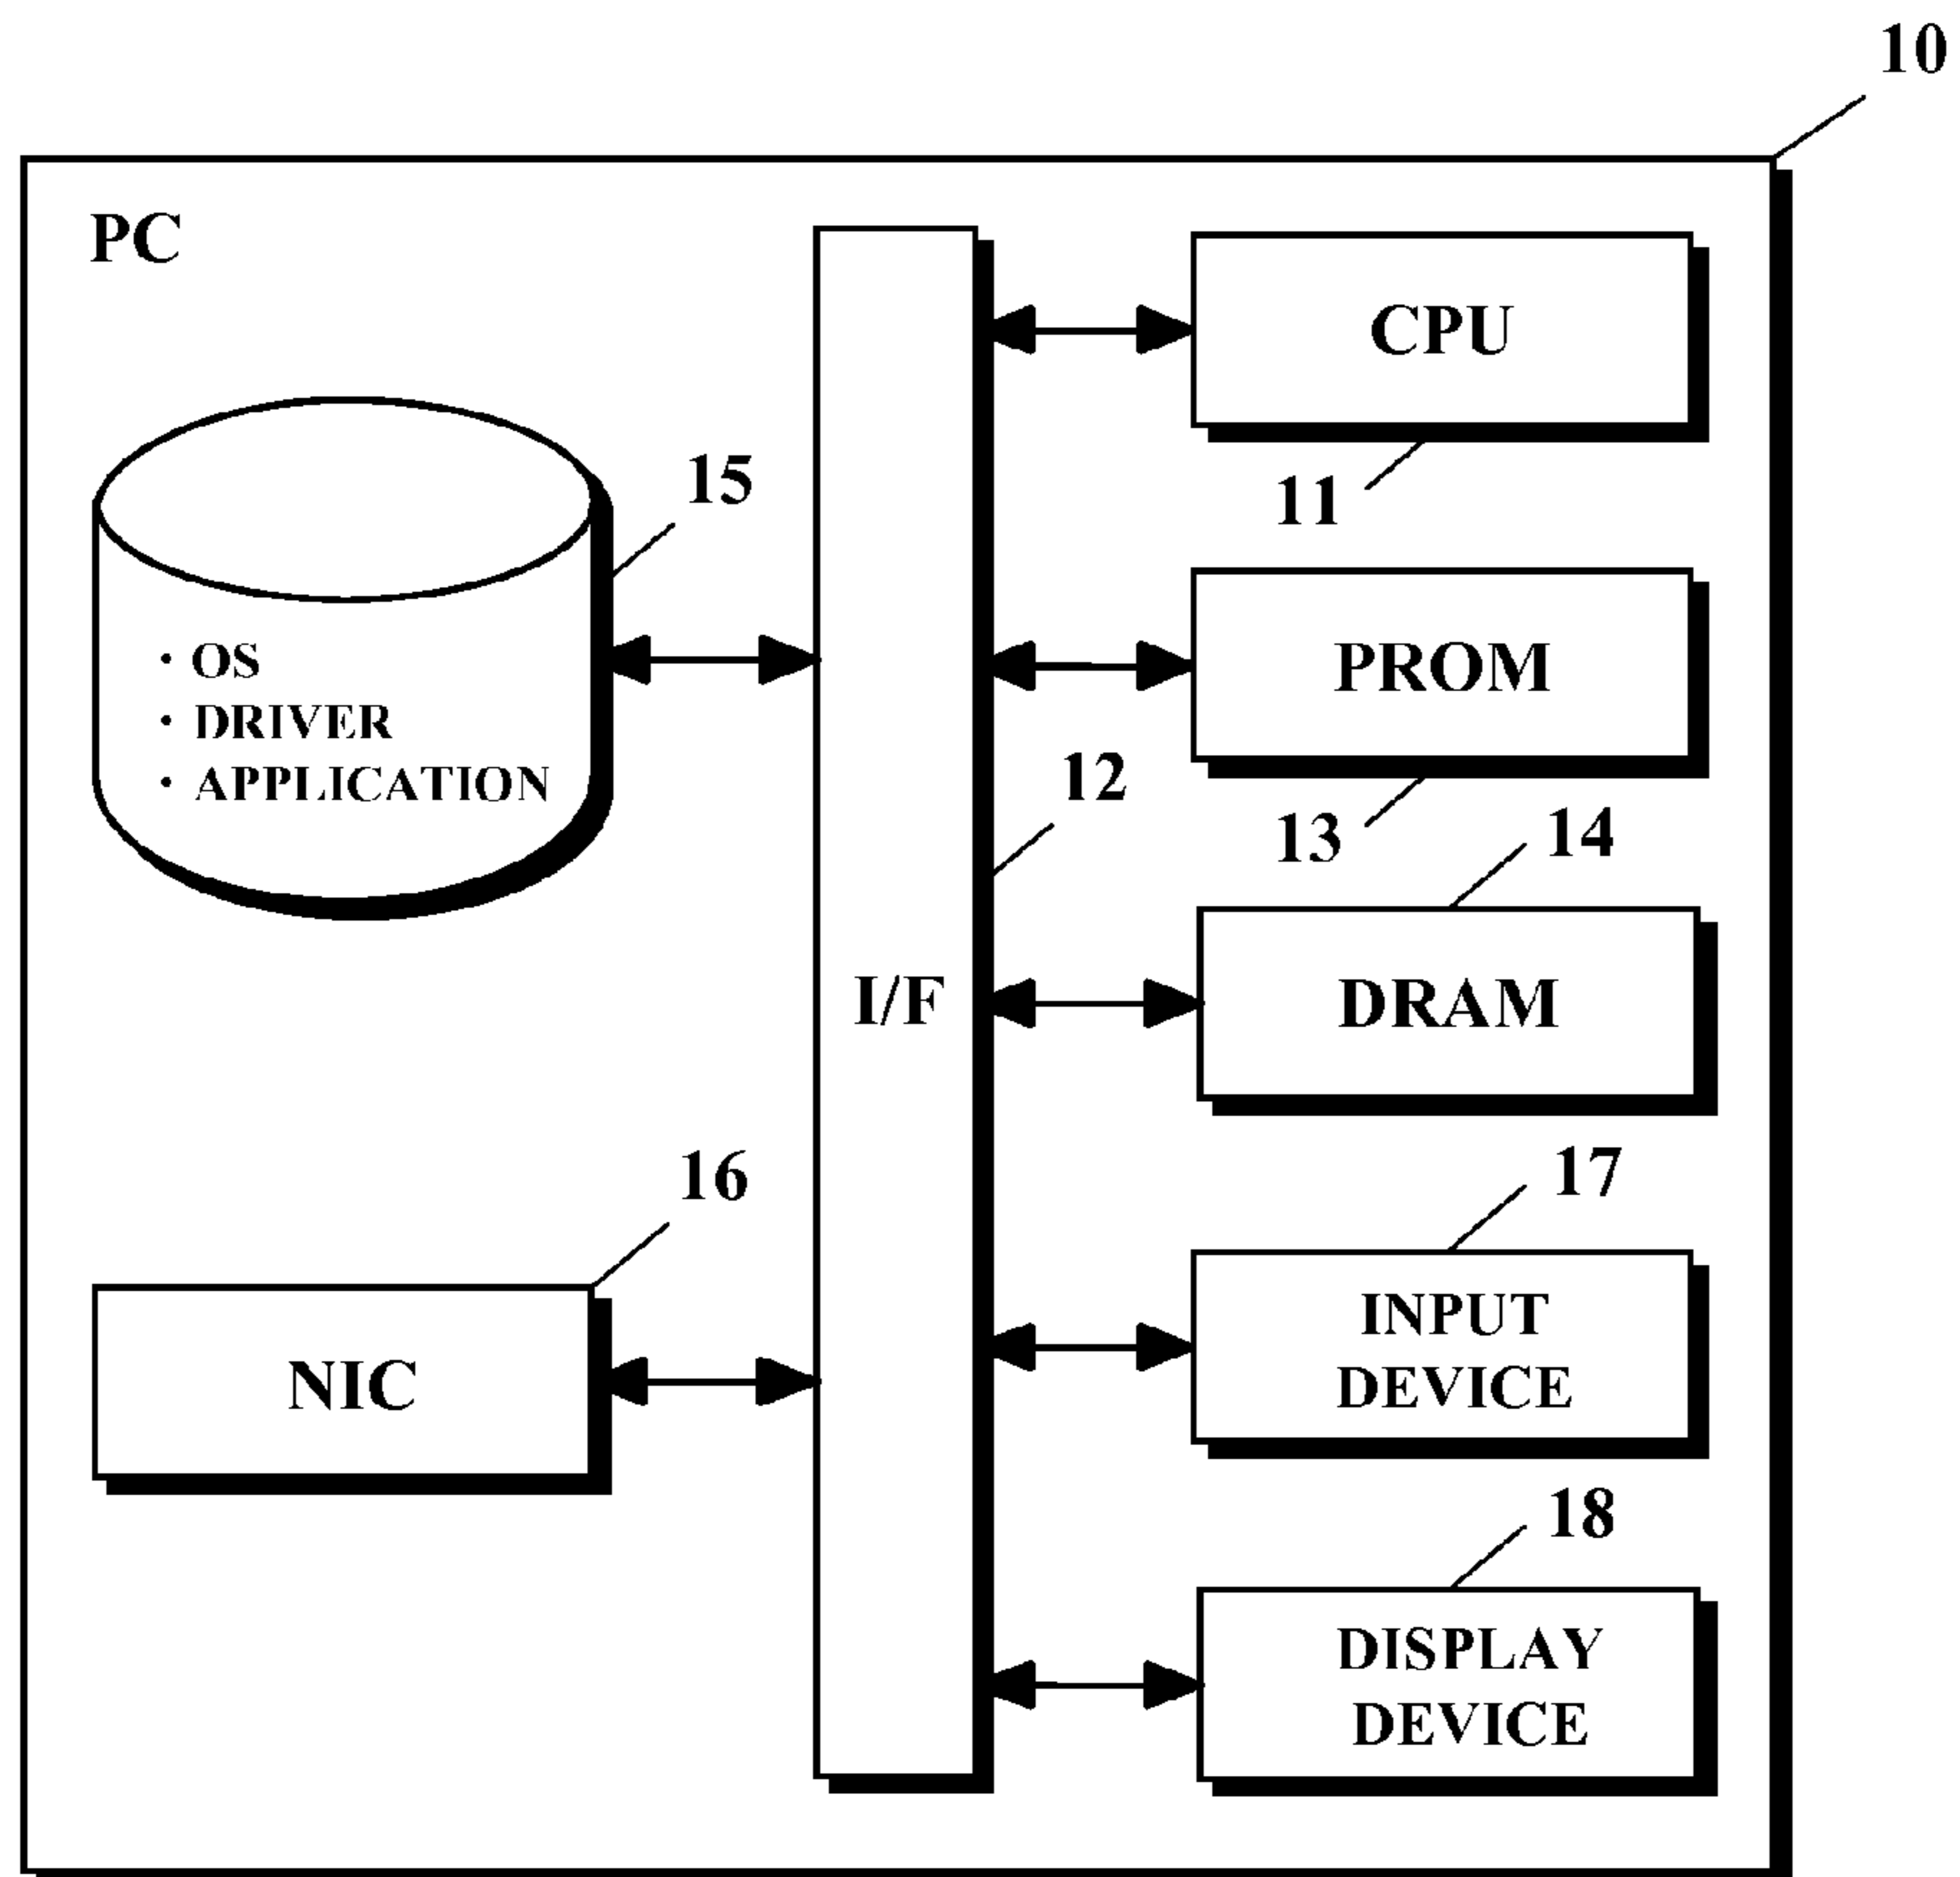 10
PC
CPU
11
15
• OS
• DRIVER
• APPLICATION
PROM
13
12
14
I/F
DRAM
16
17
NIC
INPUT
DEVICE
18
DISPLAY
DEVICE